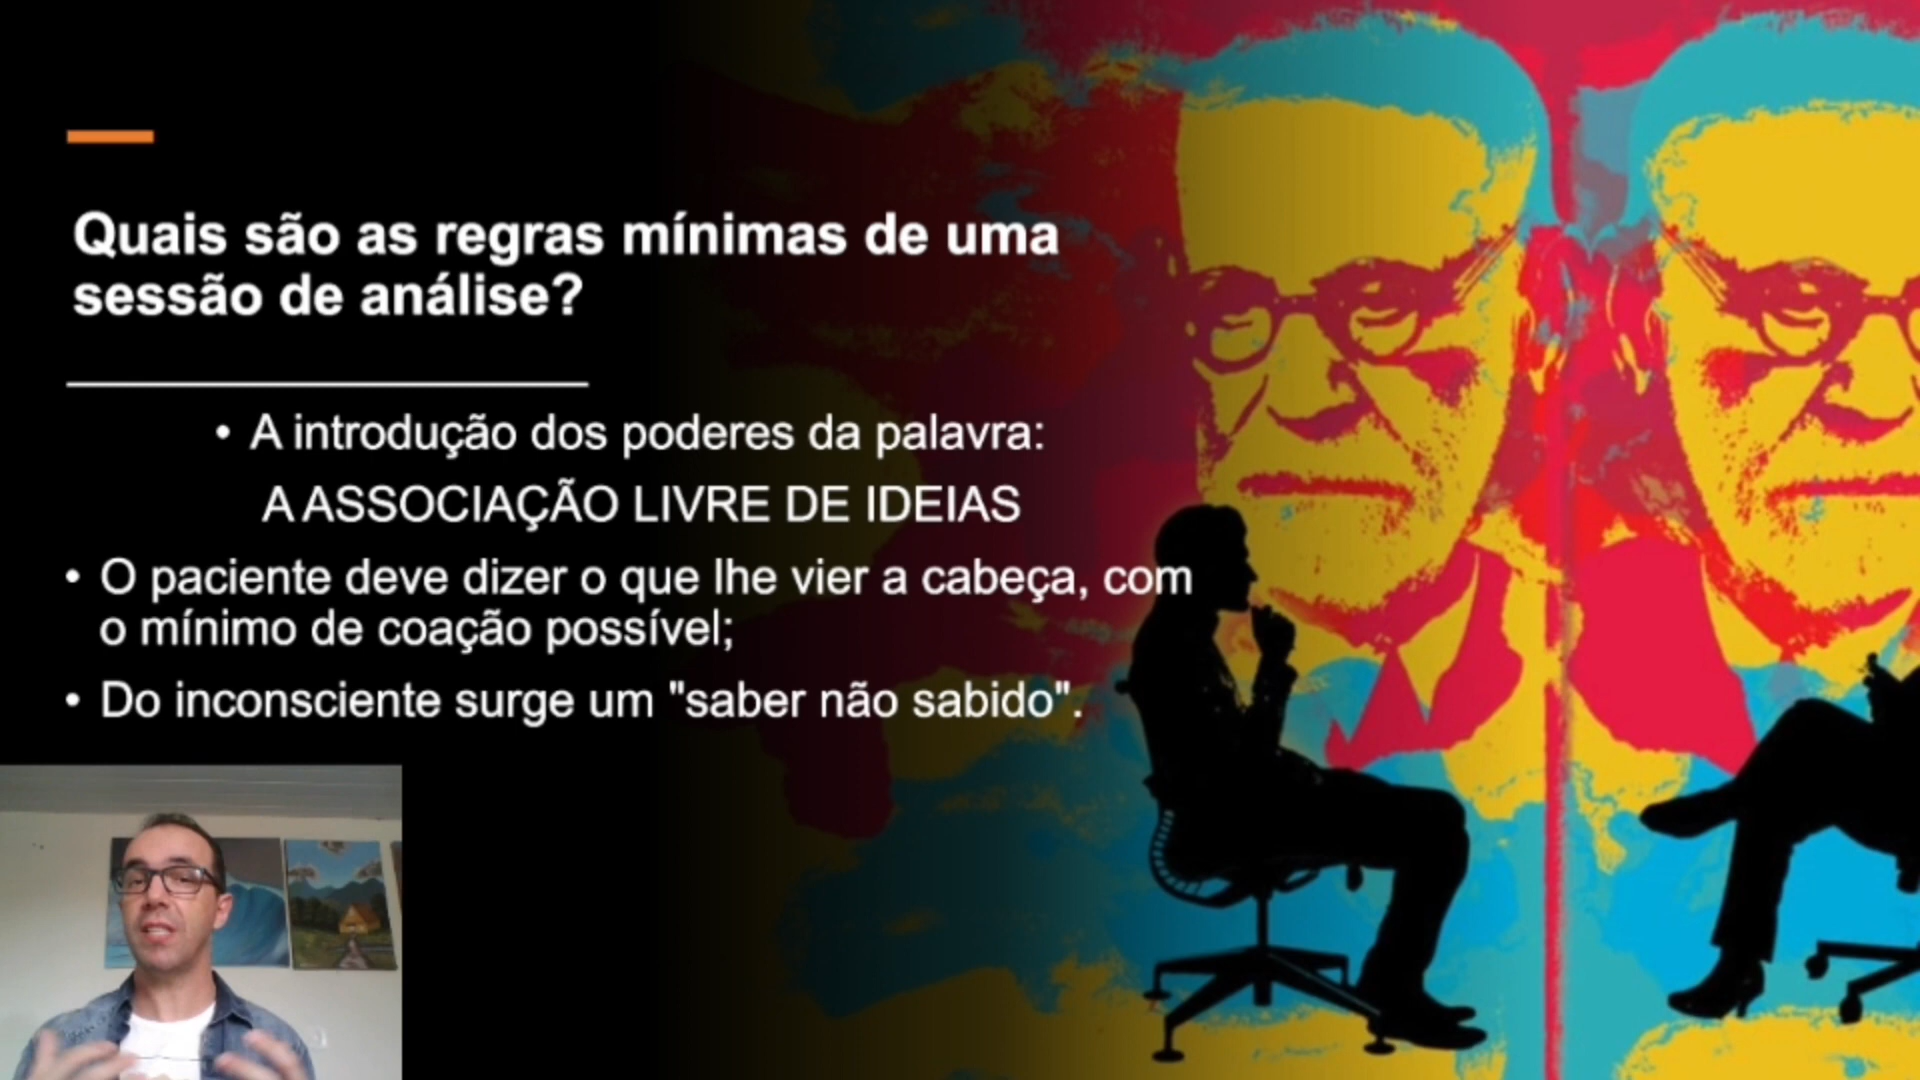 Quais são as regras mínimas de uma
sessão de análise?
• A introdução dos poderes da palavra:
A ASSOCIAÇÃO LIVRE DE IDEIAS
• O paciente deve dizer o que lhe vier a cabeça, com
o mínimo de coação possível;
• Do inconsciente surge um "saber não sabido".